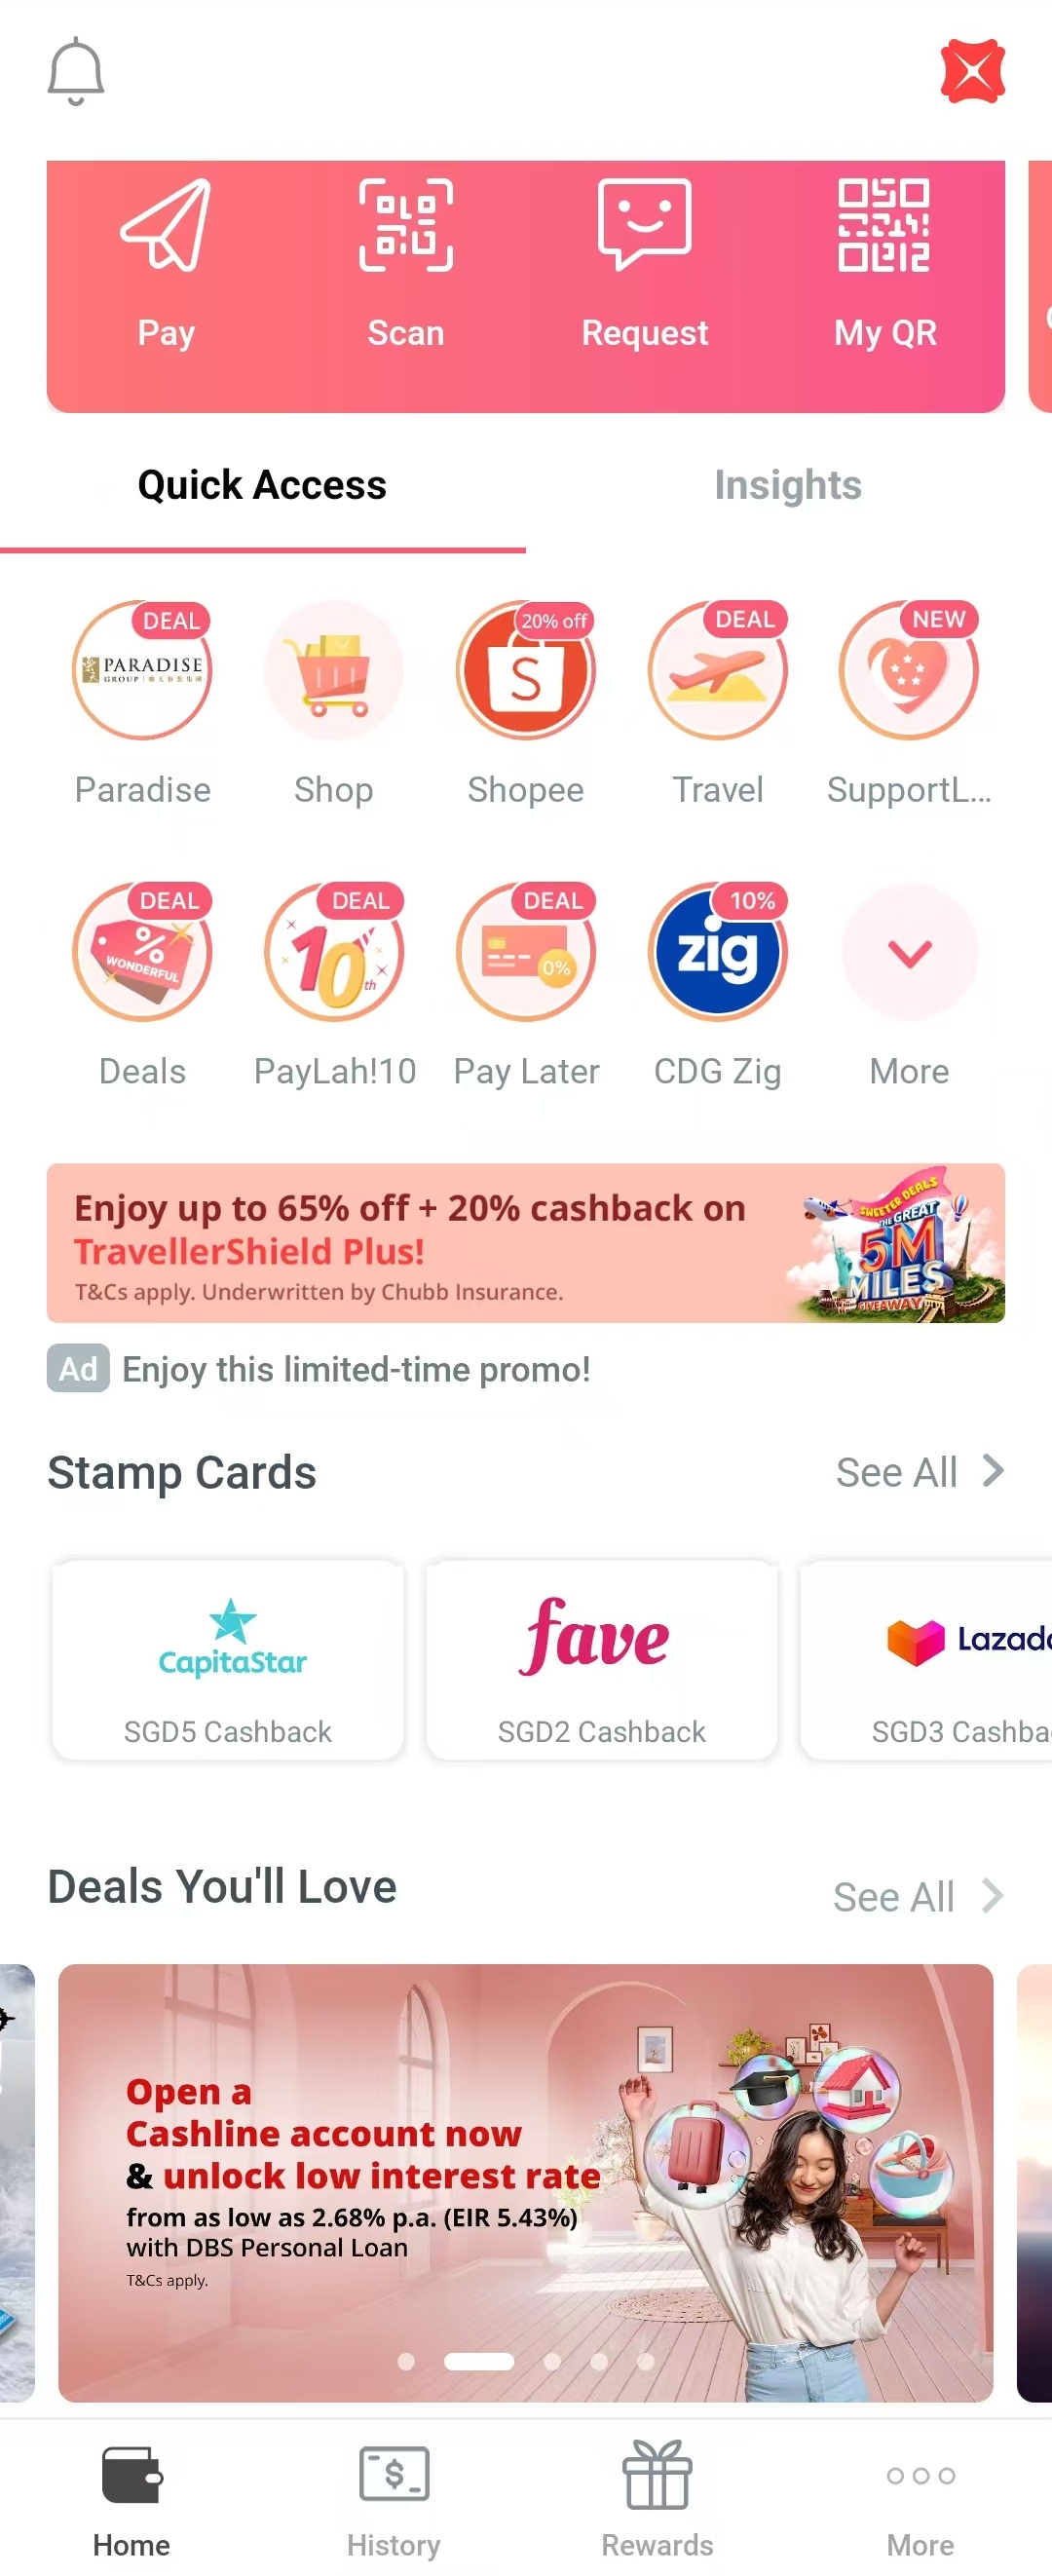 Pay
Scan
Request
My QR
Quick Access
Insights
DEAL
PARADISE
GROUP
20% off
DEAL
NEW
Paradise
Shop
Shopee
Travel
SupportL...
DEAL
%
WONDERFUL
DEAL
10th
DEAL
0%
10%
zig
Deals
PayLah!10
Pay Later
CDG Zig
More
Enjoy up to 65% off + 20% cashback on
TravellerShield Plus!
T&Cs apply. Underwritten by Chubb Insurance.
SWEETER DEALS
THE GREAT
5M
MILES
GIVEAWAY
Ad Enjoy this limited-time promo!
Stamp Cards
See All
CapitaStar
SGD5 Cashback
fave
SGD2 Cashback
Lazada
SGD3 Cashba
Deals You'll Love
See All
Open a
Cashline account now
& unlock low interest rate
from as low as 2.68% p.a. (EIR 5.43%)
with DBS Personal Loan
T&Cs apply.
Home
History
Rewards
More